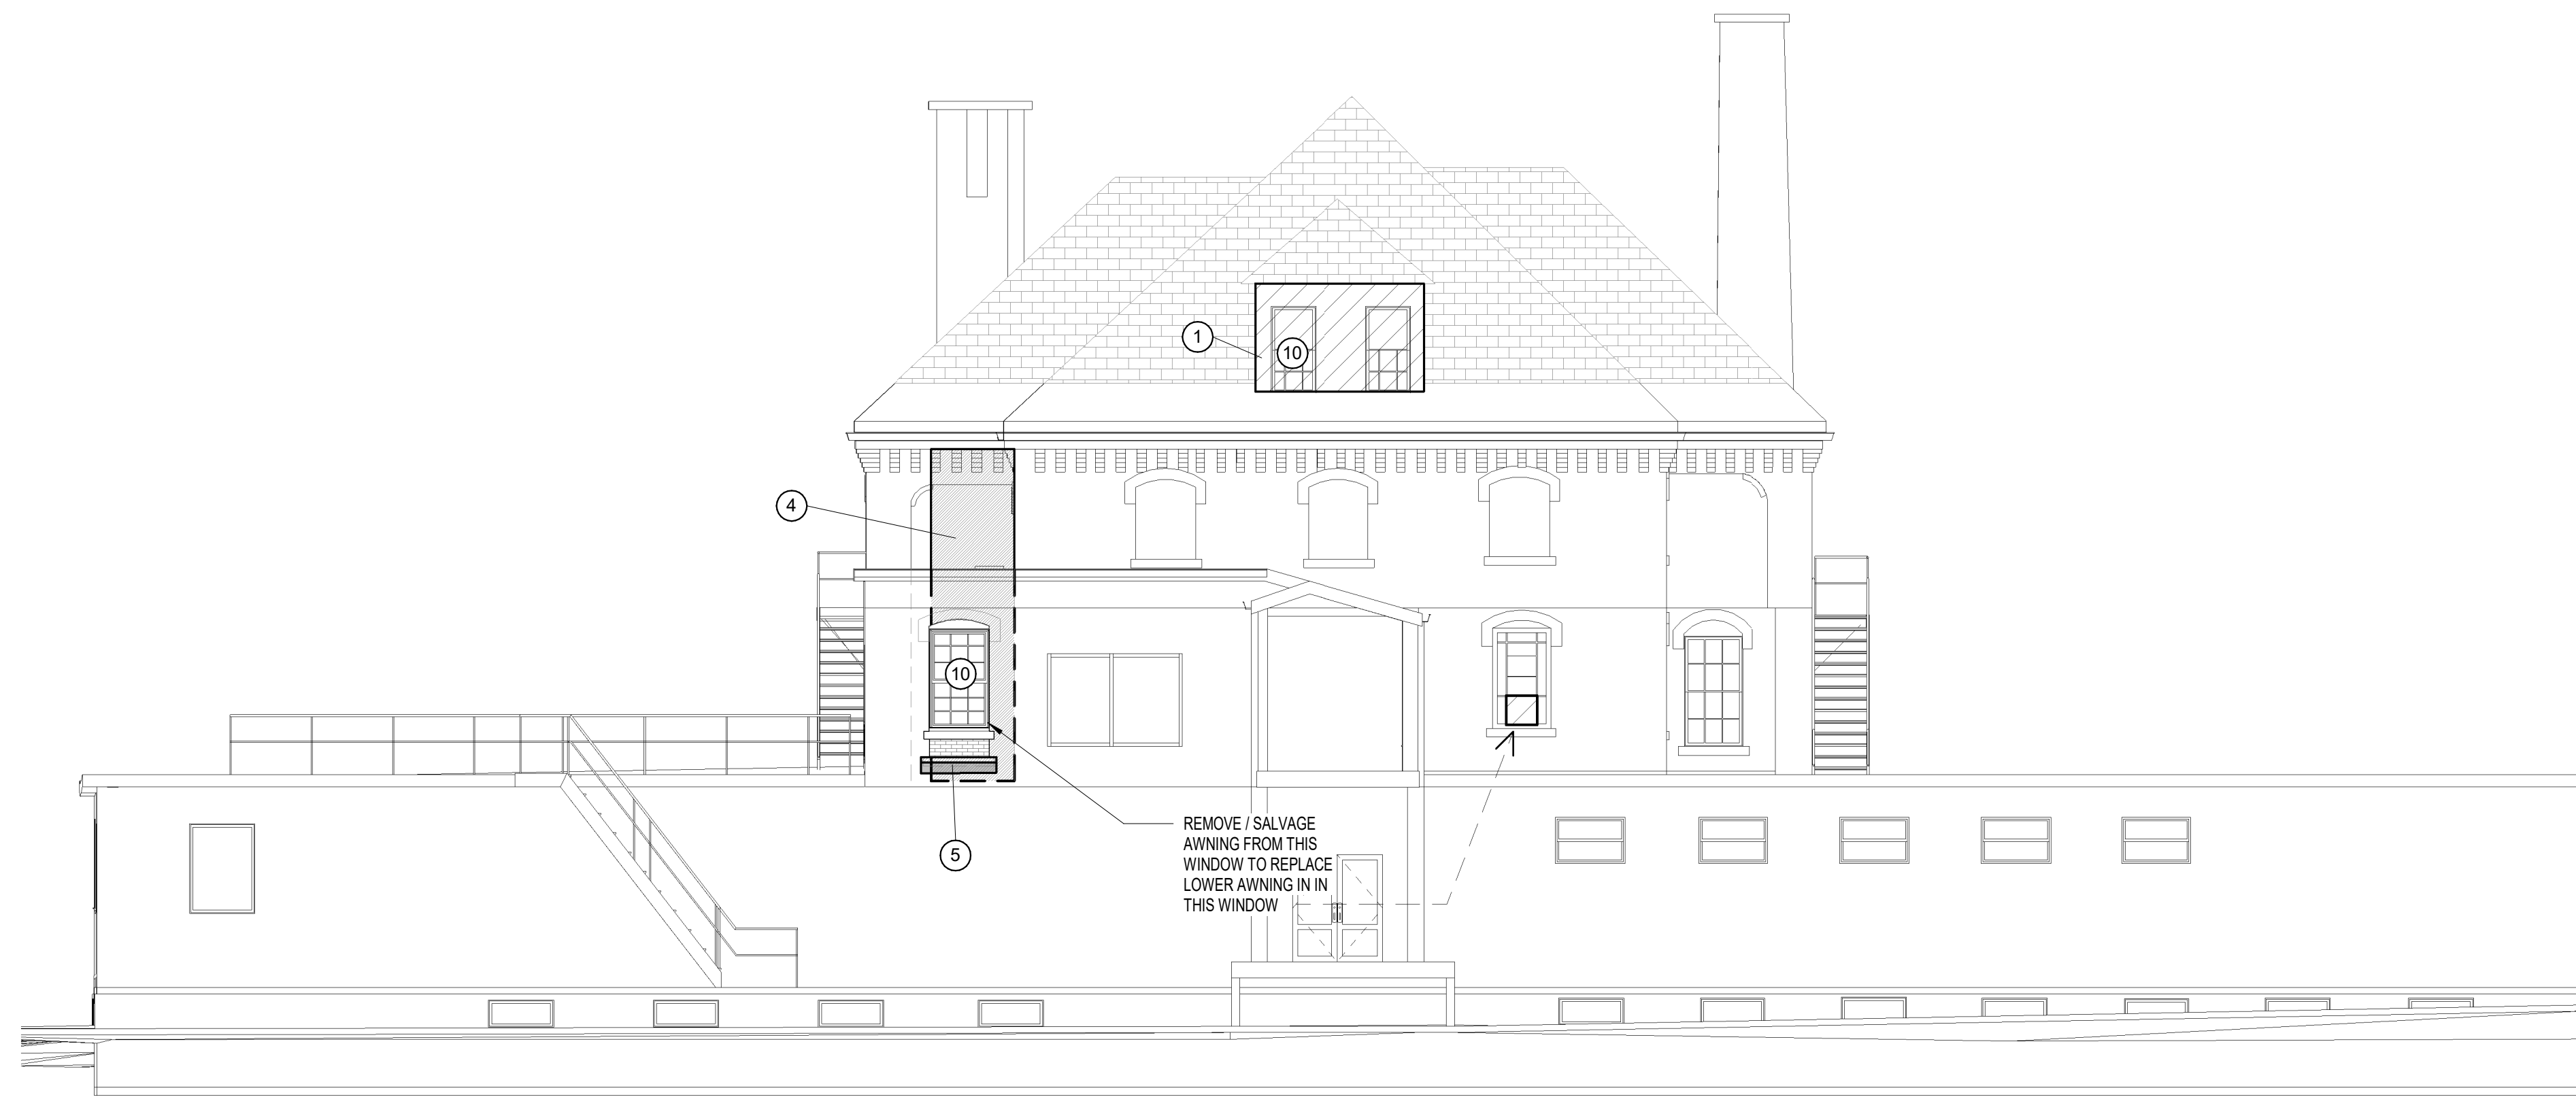 1
10
4
10
5
REMOVE / SALVAGE
AWNING FROM THIS
WINDOW TO REPLACE
LOWER AWNING IN IN
THIS WINDOW